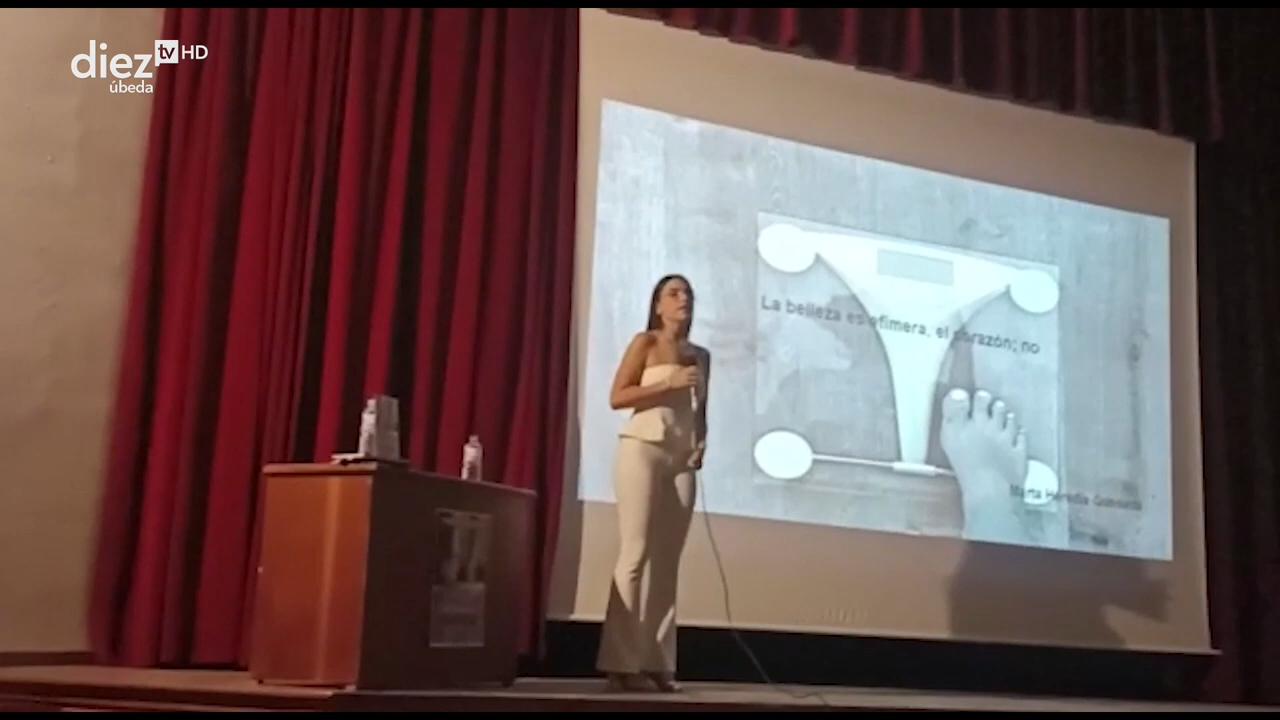 diez tv HD
úbeda
La belleza es efímera, el corazón; no
Marta Heredia